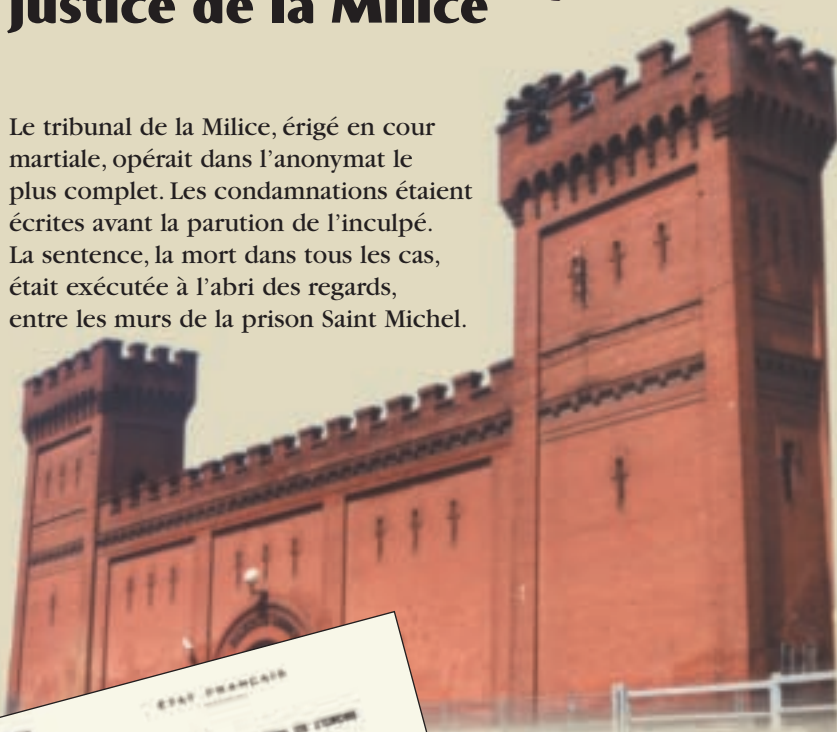 Justice de la Milice
Le tribunal de la Milice, érigé en cour
martiale, opérait dans l’anonymat le
plus complet. Les condamnations étaient
écrites avant la parution de l’inculpé.
La sentence, la mort dans tous les cas,
était exécutée à l’abri des regards,
entre les murs de la prison Saint Michel.
ETAT FRANÇAIS
DE L'ORDRE